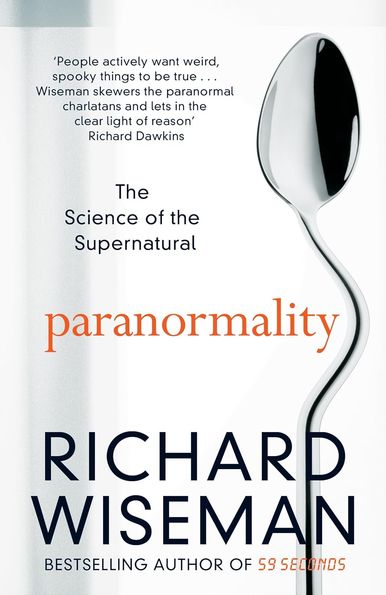 ‘People actively want weird,
spooky things to be true . . .
Wiseman skewers the paranormal
charlatans and lets in the
clear light of reason’
Richard Dawkins
The
Science of the
Supernatural
paranormality
RICHARD
WISEMAN
BESTSELLING AUTHOR OF 59 SECONDS